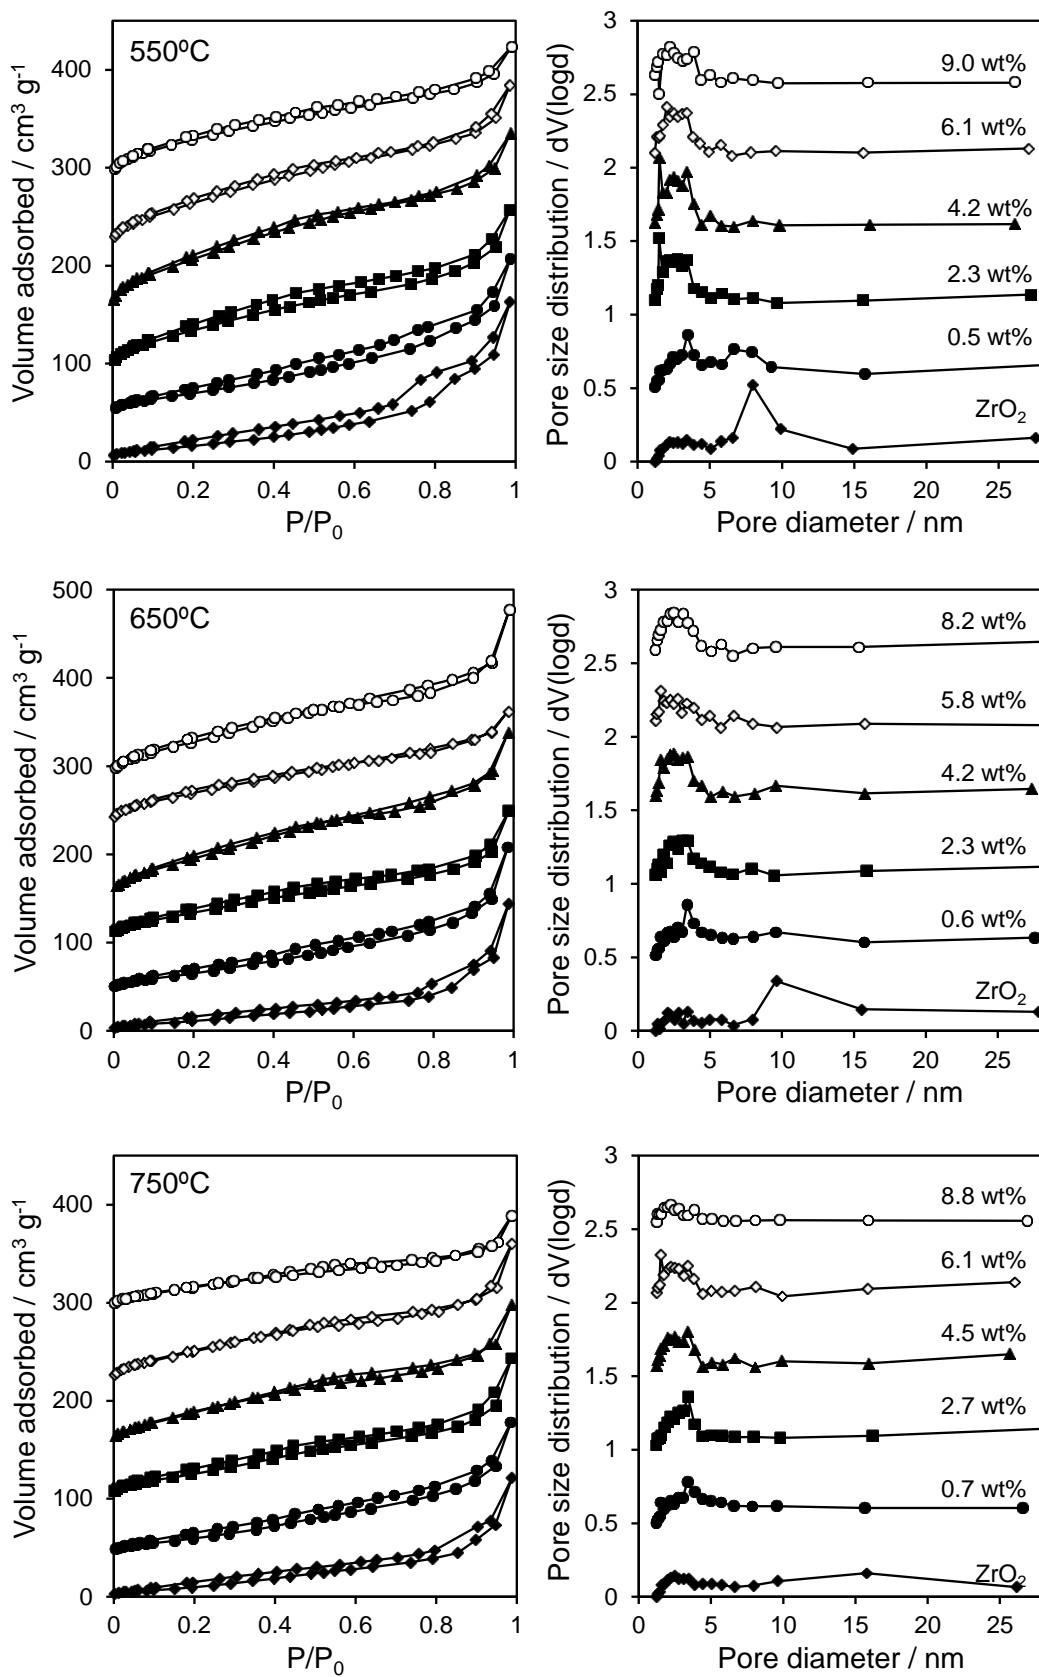 550ºC
Volume adsorbed / cm³ g⁻¹
400
300
200
100
0
0 0.2 0.4 0.6 0.8 1
P/P₀
Pore size distribution / dV(logd)
3
2.5
2
1.5
1
0.5
0
9.0 wt%
6.1 wt%
4.2 wt%
2.3 wt%
0.5 wt%
ZrO₂
0 5 10 15 20 25
Pore diameter / nm
650ºC
Volume adsorbed / cm³ g⁻¹
500
400
300
200
100
0
0 0.2 0.4 0.6 0.8 1
P/P₀
Pore size distribution / dV(logd)
3
2.5
2
1.5
1
0.5
0
8.2 wt%
5.8 wt%
4.2 wt%
2.3 wt%
0.6 wt%
ZrO₂
0 5 10 15 20 25
Pore diameter / nm
750ºC
Volume adsorbed / cm³ g⁻¹
400
300
200
100
0
0 0.2 0.4 0.6 0.8 1
P/P₀
Pore size distribution / dV(logd)
3
2.5
2
1.5
1
0.5
0
8.8 wt%
6.1 wt%
4.5 wt%
2.7 wt%
0.7 wt%
ZrO₂
0 5 10 15 20 25
Pore diameter / nm